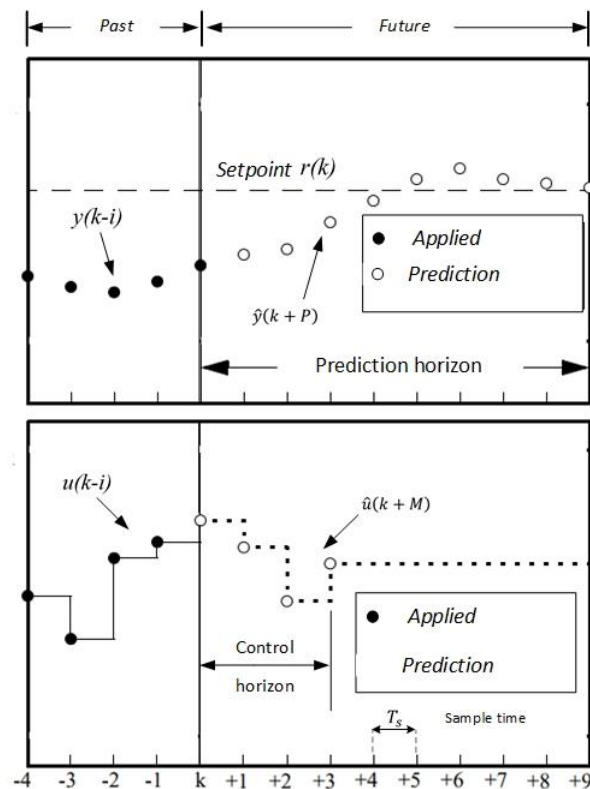 Past
Future
Setpoint r(k)
y(k-i)
Applied
Prediction
ŷ(k + P)
Prediction horizon
u(k-i)
û(k + M)
Applied
Control
horizon
Prediction
Tₛ
Sample time
-4 -3 -2 -1 k +1 +2 +3 +4 +5 +6 +7 +8 +9